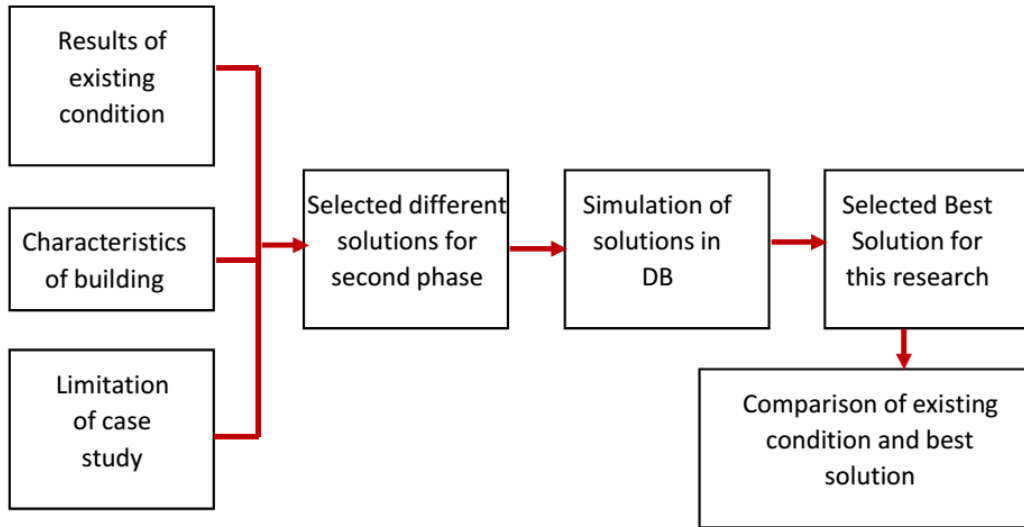 Results of
existing
condition
Characteristics
of building
Limitation
of case
study
Selected different
solutions for
second phase
Simulation of
solutions in
DB
Selected Best
Solution for
this research
Comparison of existing
condition and best
solution